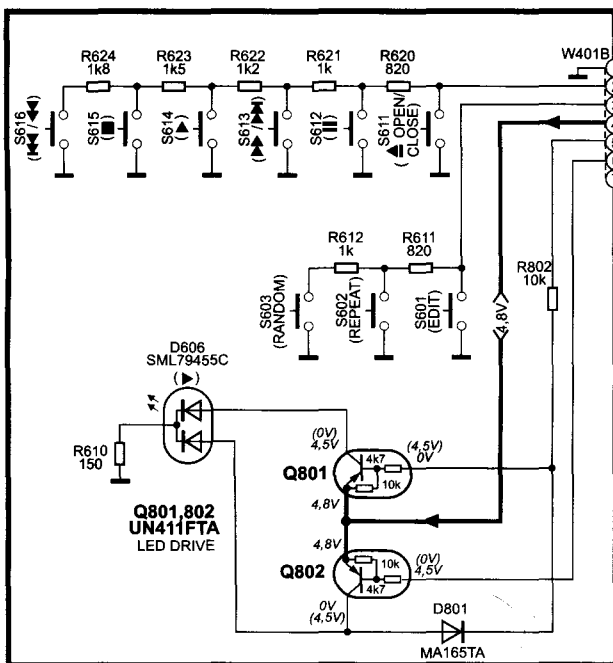 W401B
R624
1k8
R623
1k5
R622
1k2
R621
1k
R620
820
S616
(⏮/◀◀)
S615
(■)
S614
(▶)
S613
(▶▶/⏭)
S612
(❚❚)
S611
(⏏ OPEN/
CLOSE)
R612
1k
R611
820
R802
10k
S603
(RANDOM)
S602
(REPEAT)
S601
(EDIT)
4,8V
D606
SML79455C
(▶)
R610
150
(0V)
4,5V
(4,5V)
0V
4k7
10k
Q801
4,8V
Q801,802
UN411FTA
LED DRIVE
4,8V
Q802
10k
4k7
(0V)
4,5V
0V
(4,5V)
D801
MA165TA